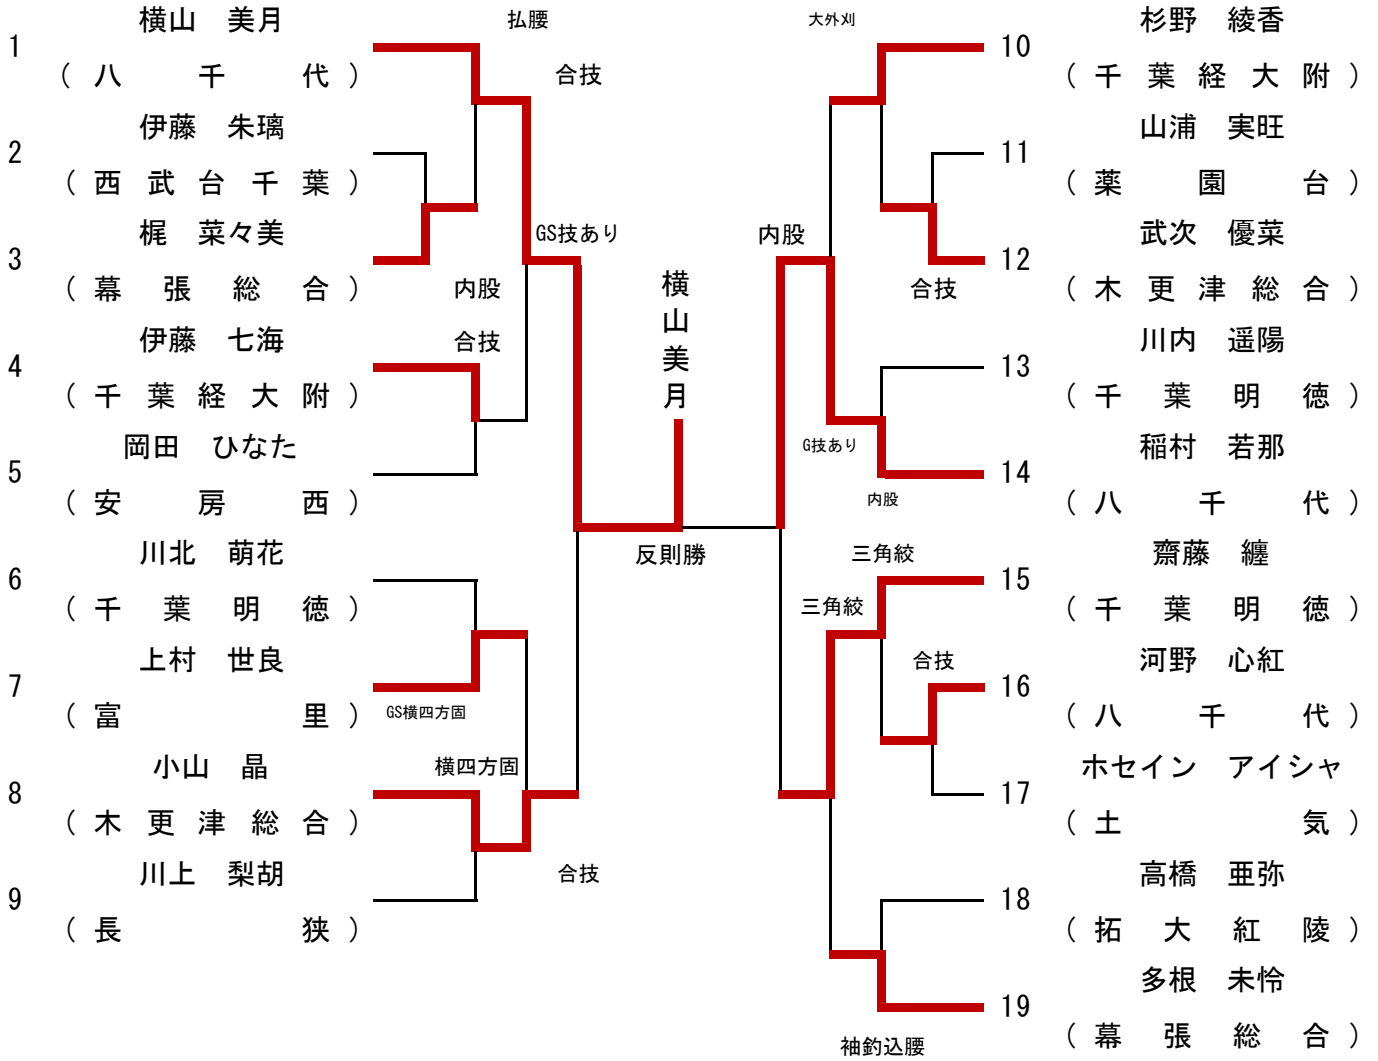 1 横山 美月
(八千代)
2 伊藤 朱璃
(西武台千葉)
3 梶 菜々美
(幕張総合)
4 伊藤 七海
(千葉経大附)
5 岡田 ひなた
(安房西)
6 川北 萌花
(千葉明徳)
7 上村 世良
(富里)
8 小山 晶
(木更津総合)
9 川上 梨胡
(長狭)
払腰
合技
GS技あり
内股
合技
GS横四方固
横四方固
合技
横山美月
反則勝
大外刈
内股
合技
G技あり
内股
三角絞
三角絞
合技
袖釣込腰
10 杉野 綾香
(千葉経大附)
11 山浦 実旺
(薬園台)
12 武次 優菜
(木更津総合)
13 川内 遥陽
(千葉明徳)
14 稲村 若那
(八千代)
15 齋藤 纏
(千葉明徳)
16 河野 心紅
(八千代)
17 ホセイン アイシャ
(土気)
18 高橋 亜弥
(拓大紅陵)
19 多根 未怜
(幕張総合)